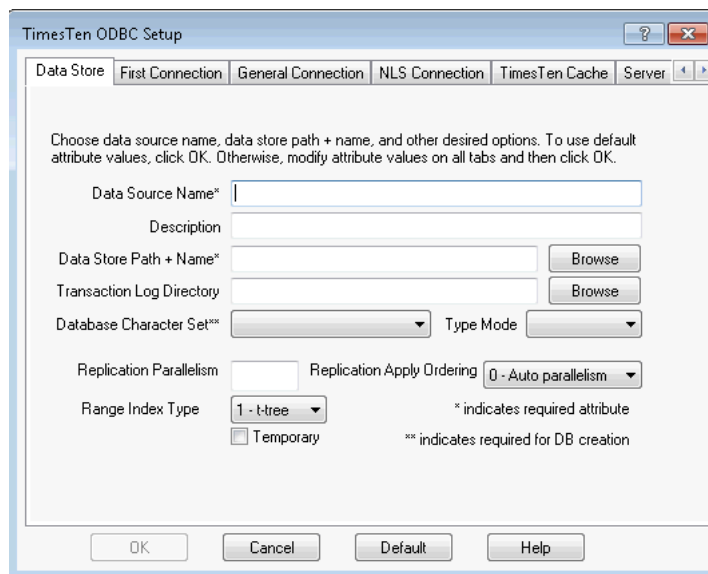 TimesTen ODBC Setup
?
Data Store First Connection General Connection NLS Connection TimesTen Cache Server
Choose data source name, data store path + name, and other desired options. To use default
attribute values, click OK. Otherwise, modify attribute values on all tabs and then click OK.
Data Source Name*
Description
Data Store Path + Name* Browse
Transaction Log Directory Browse
Database Character Set** Type Mode
Replication Parallelism Replication Apply Ordering 0 - Auto parallelism
Range Index Type 1 - t-tree * indicates required attribute
Temporary ** indicates required for DB creation
OK Cancel Default Help